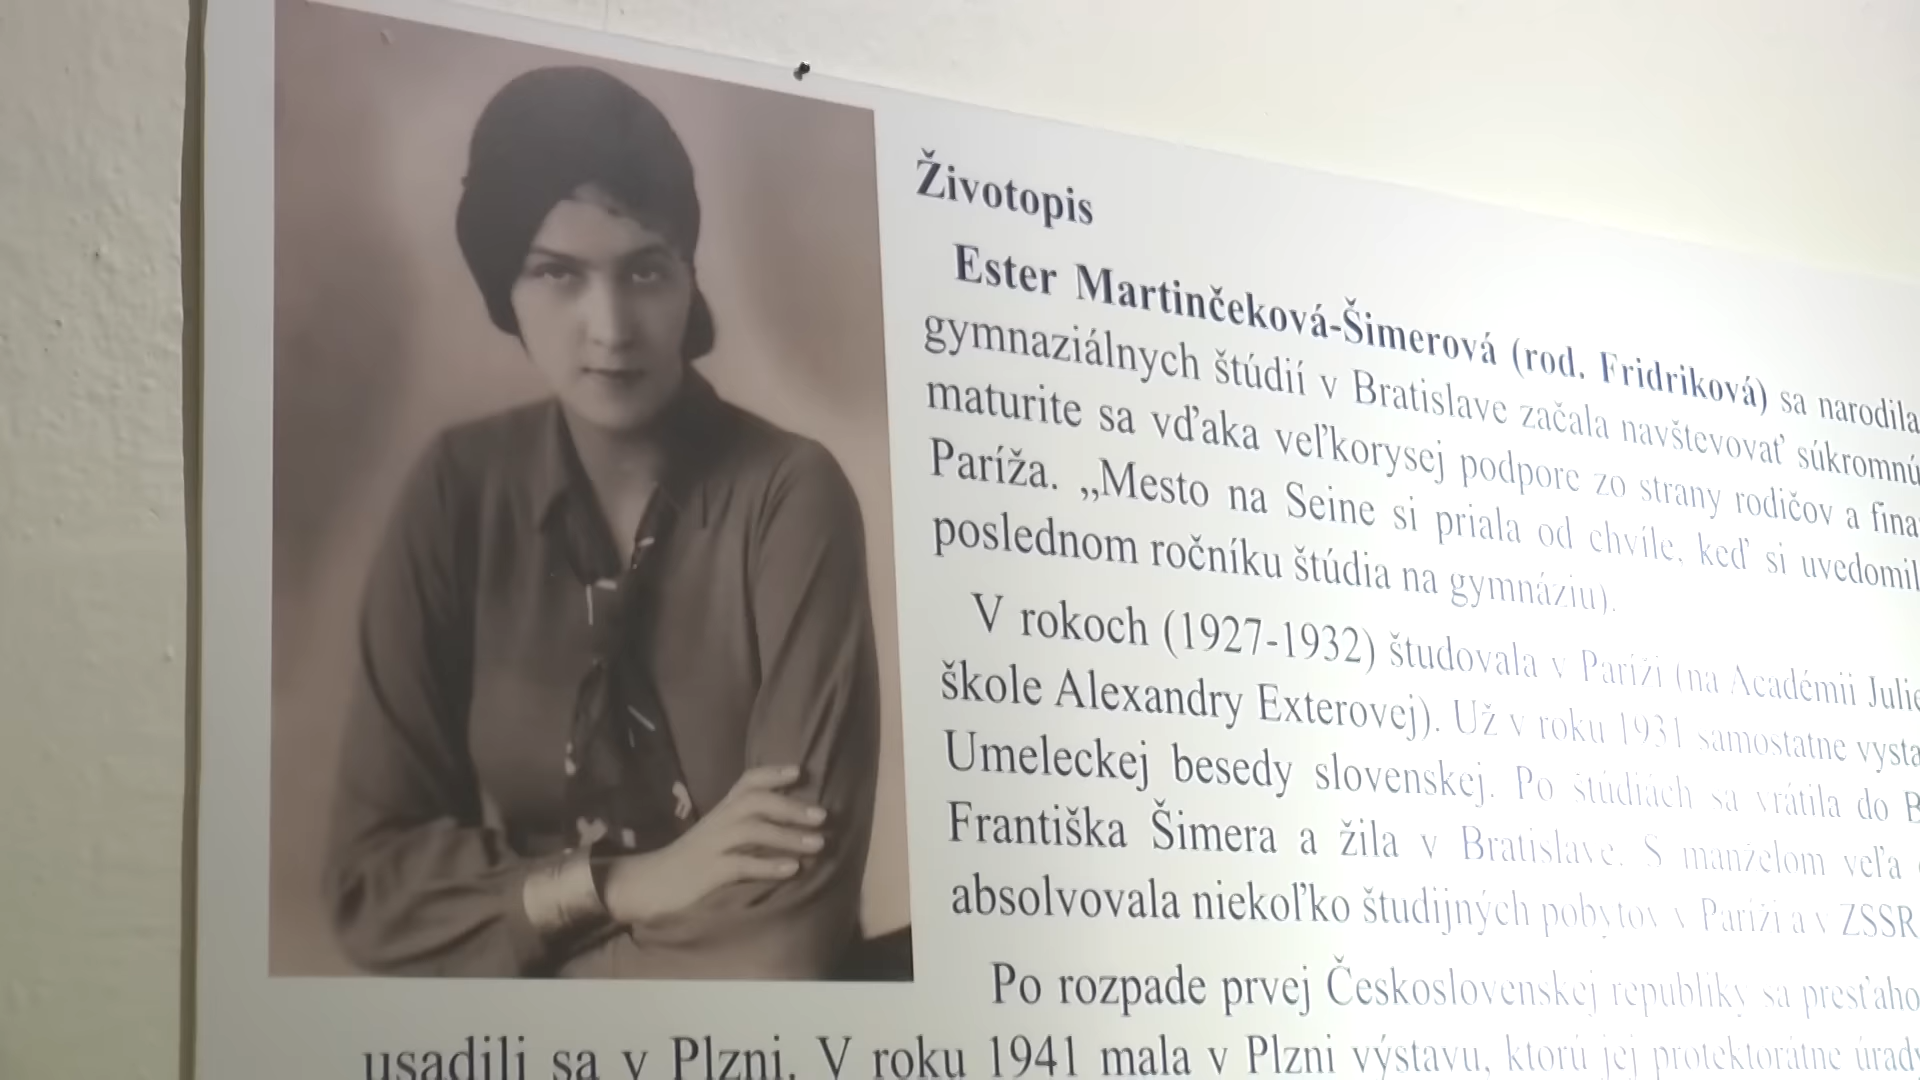 Životopis
Ester Martinčeková-Šimerová (rod. Fridriková) sa narodila
gymnaziálnych štúdií v Bratislave začala navštevovať súkromnú
maturite sa vďaka veľkorysej podpore zo strany rodičov a fina
Paríža. „Mesto na Seine si priala od chvíle, keď si uvedomil
poslednom ročníku štúdia na gymnáziu).
V rokoch (1927-1932) študovala v Paríži (na Académii Julie
škole Alexandry Exterovej). Už v roku 1931 samostatne vysta
Umeleckej besedy slovenskej. Po štúdiách sa vrátila do B
Františka Šimera a žila v Bratislave. S manželom veľa
absolvovala niekoľko študijných pobytov v Paríži a v ZSSR
Po rozpade prvej Československej republiky sa presťaho
usadili sa v Plzni. V roku 1941 mala v Plzni výstavu, ktorú jej protektorátne úrady